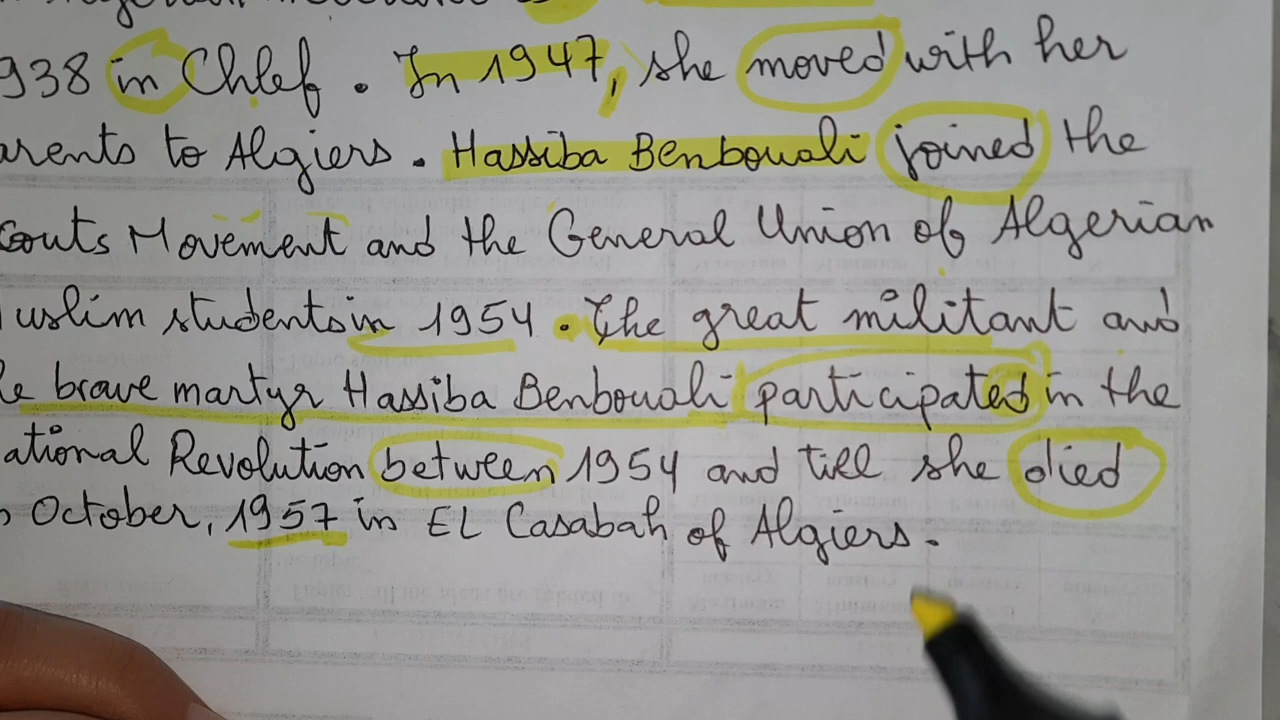 938 in Chlef . In 1947, she moved with her
arents to Algiers . Hassiba Benbouali joined the
couts Movement and the General Union of Algerian
uslim students in 1954 . The great militant and
e brave martyr Hassiba Benbouali participated in the
ational Revolution between 1954 and till she died
October, 1957 in EL Casabah of Algiers.